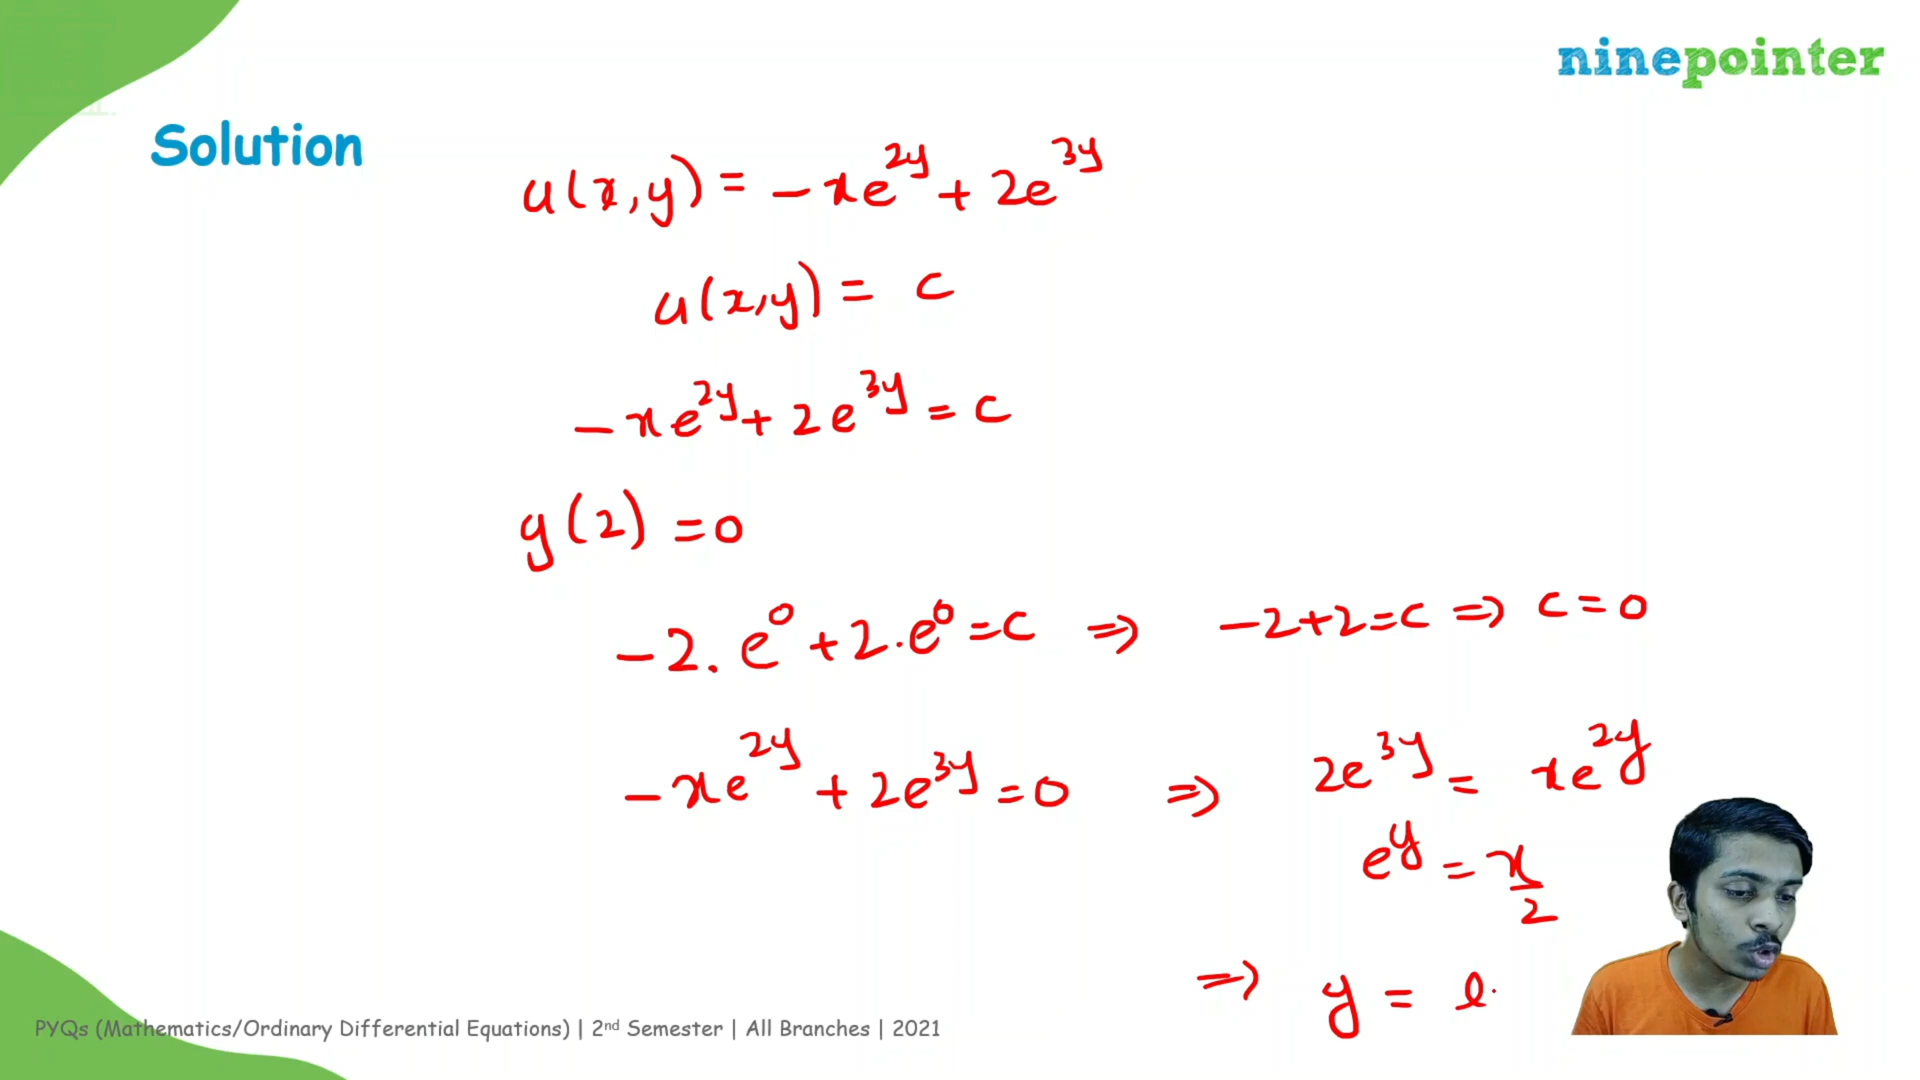 ninepointer
Solution
u(x,y) = -xe^{2y} + 2e^{3y}
u(x,y) = c
-xe^{2y} + 2e^{3y} = c
y(2) = 0
-2. e^0 + 2.e^0 = c ⇒ -2+2=c ⇒ c=0
-xe^{2y} + 2e^{3y} = 0 ⇒ 2e^{3y} = xe^{2y}
e^y = x/2
⇒ y = l
PYQs (Mathematics/Ordinary Differential Equations) | 2nd Semester | All Branches | 2021